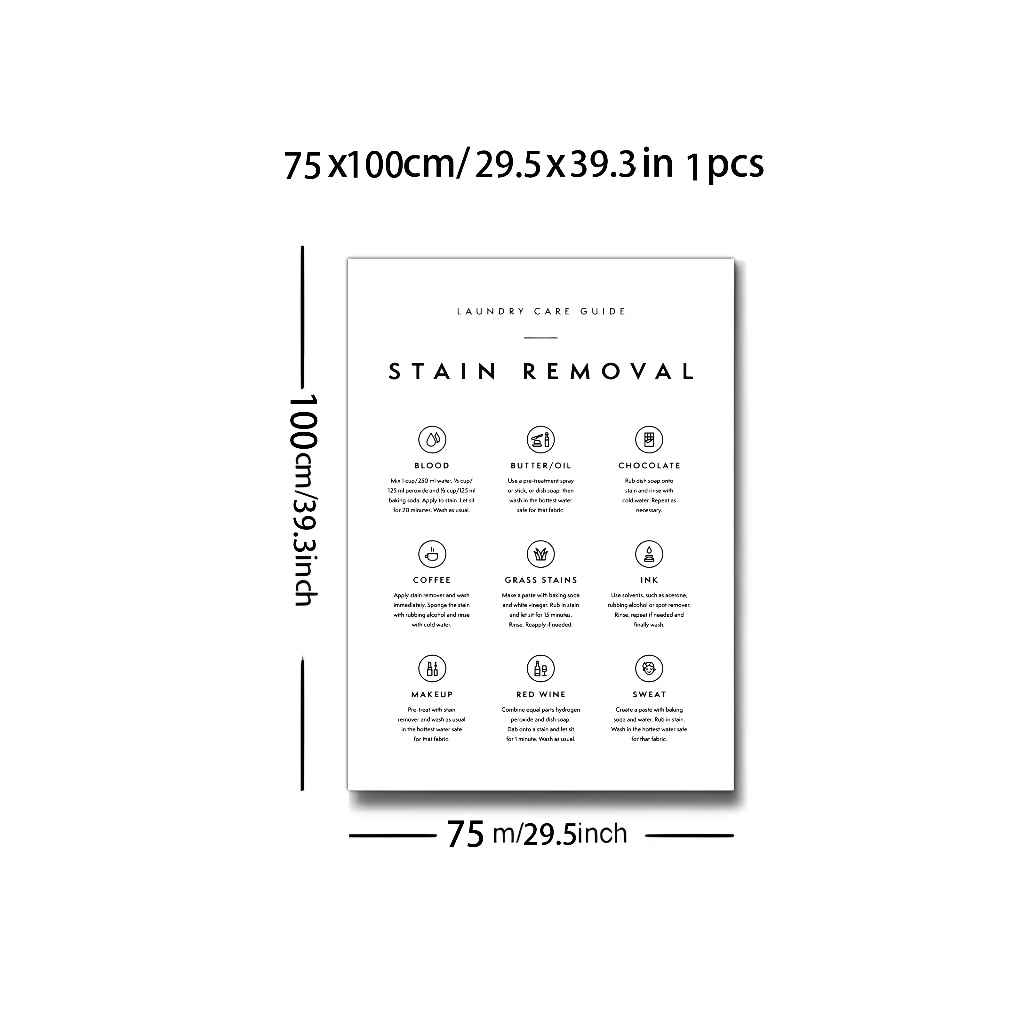 75x100cm/29.5x39.3in 1pcs
100cm/39.3inch
LAUNDRY CARE GUIDE
STAIN REMOVAL
BLOOD
Mix 1 cup/250 ml water, ½ cup/
125 ml peroxide and ½ cup/125 ml
baking soda. Apply to stain. Let sit
for 20 minutes. Wash as usual.
BUTTER/OIL
Use a pre-treatment spray
or stick, or dish soap, then
wash in the hottest water
safe for that fabric.
CHOCOLATE
Rub dish soap onto
stain and rinse with
cold water. Repeat as
necessary.
COFFEE
Apply stain remover and wash
immediately. Sponge the stain
with rubbing alcohol and rinse
with cold water.
GRASS STAINS
Make a paste with baking soda
and white vinegar. Rub in stain
and let sit for 15 minutes.
Rinse. Reapply if needed.
INK
Use solvents, such as acetone,
rubbing alcohol or spot remover.
Rinse, repeat if needed and
finally wash.
MAKEUP
Pre-treat with stain
remover and wash as usual
in the hottest water safe
for that fabric.
RED WINE
Combine equal parts hydrogen
peroxide and dish soap.
Dab onto a stain and let sit
for 1 minute. Wash as usual.
SWEAT
Create a paste with baking
soda and water. Rub in stain.
Wash in the hottest water safe
for that fabric.
75 m/29.5inch